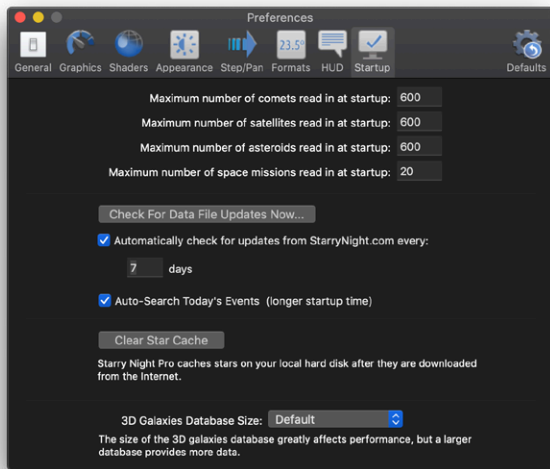 Preferences
General Graphics Shaders Appearance Step/Pan 23.5° Formats HUD Startup Defaults
Maximum number of comets read in at startup: 600
Maximum number of satellites read in at startup: 600
Maximum number of asteroids read in at startup: 600
Maximum number of space missions read in at startup: 20
Check For Data File Updates Now...
Automatically check for updates from StarryNight.com every:
7 days
Auto-Search Today's Events (longer startup time)
Clear Star Cache
Starry Night Pro caches stars on your local hard disk after they are downloaded
from the Internet.
3D Galaxies Database Size: Default
The size of the 3D galaxies database greatly affects performance, but a larger
database provides more data.